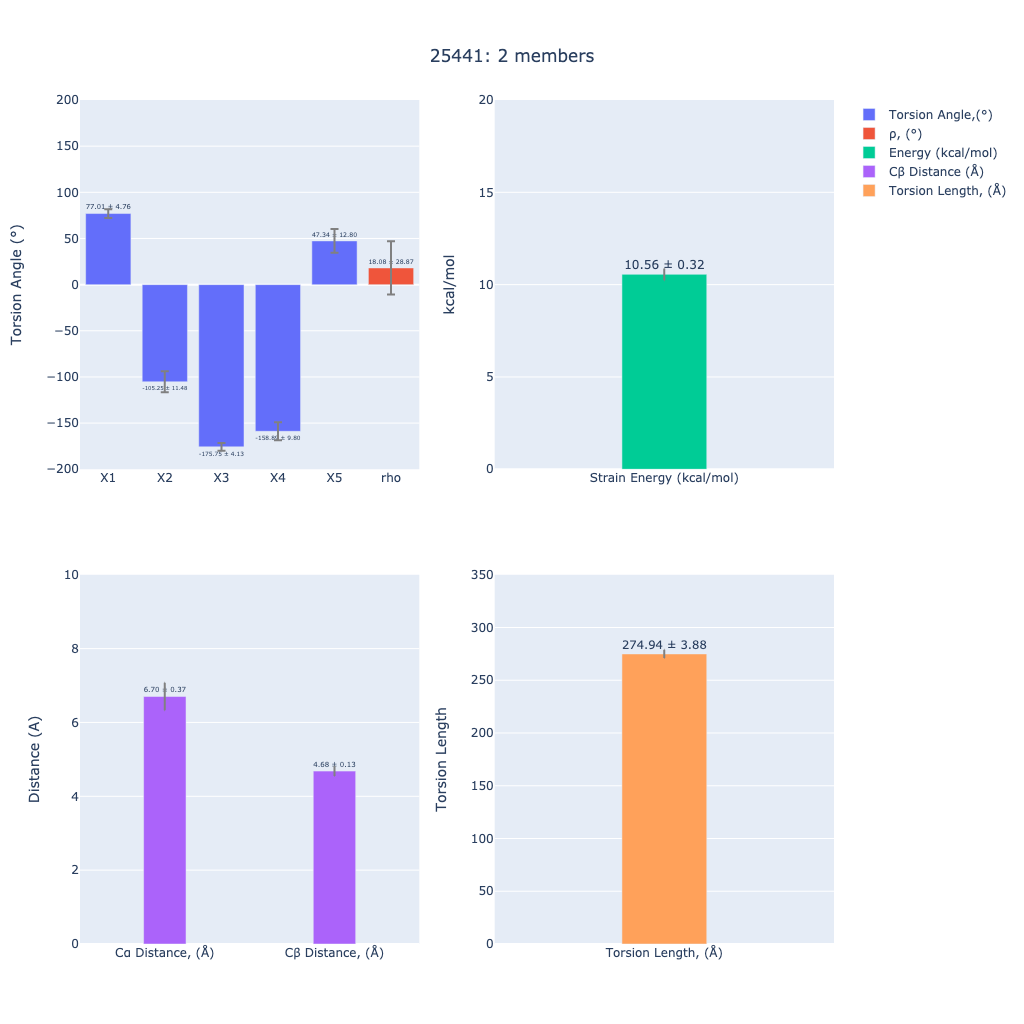 25441: 2 members
Torsion Angle (°)
200
150
100
50
0
−50
−100
−150
−200
77.01 ± 4.76
-105.25 ± 11.48
-175.75 ± 4.13
-158.89 ± 9.80
47.34 ± 12.80
18.08 ± 28.87
X1 X2 X3 X4 X5 rho
kcal/mol
20
15
10
5
0
10.56 ± 0.32
Strain Energy (kcal/mol)
Torsion Angle,(°)
ρ, (°)
Energy (kcal/mol)
Cβ Distance (Å)
Torsion Length, (Å)
Distance (A)
10
8
6
4
2
0
6.70 ± 0.37
4.68 ± 0.13
Cα Distance, (Å) Cβ Distance, (Å)
Torsion Length
350
300
250
200
150
100
50
0
274.94 ± 3.88
Torsion Length, (Å)